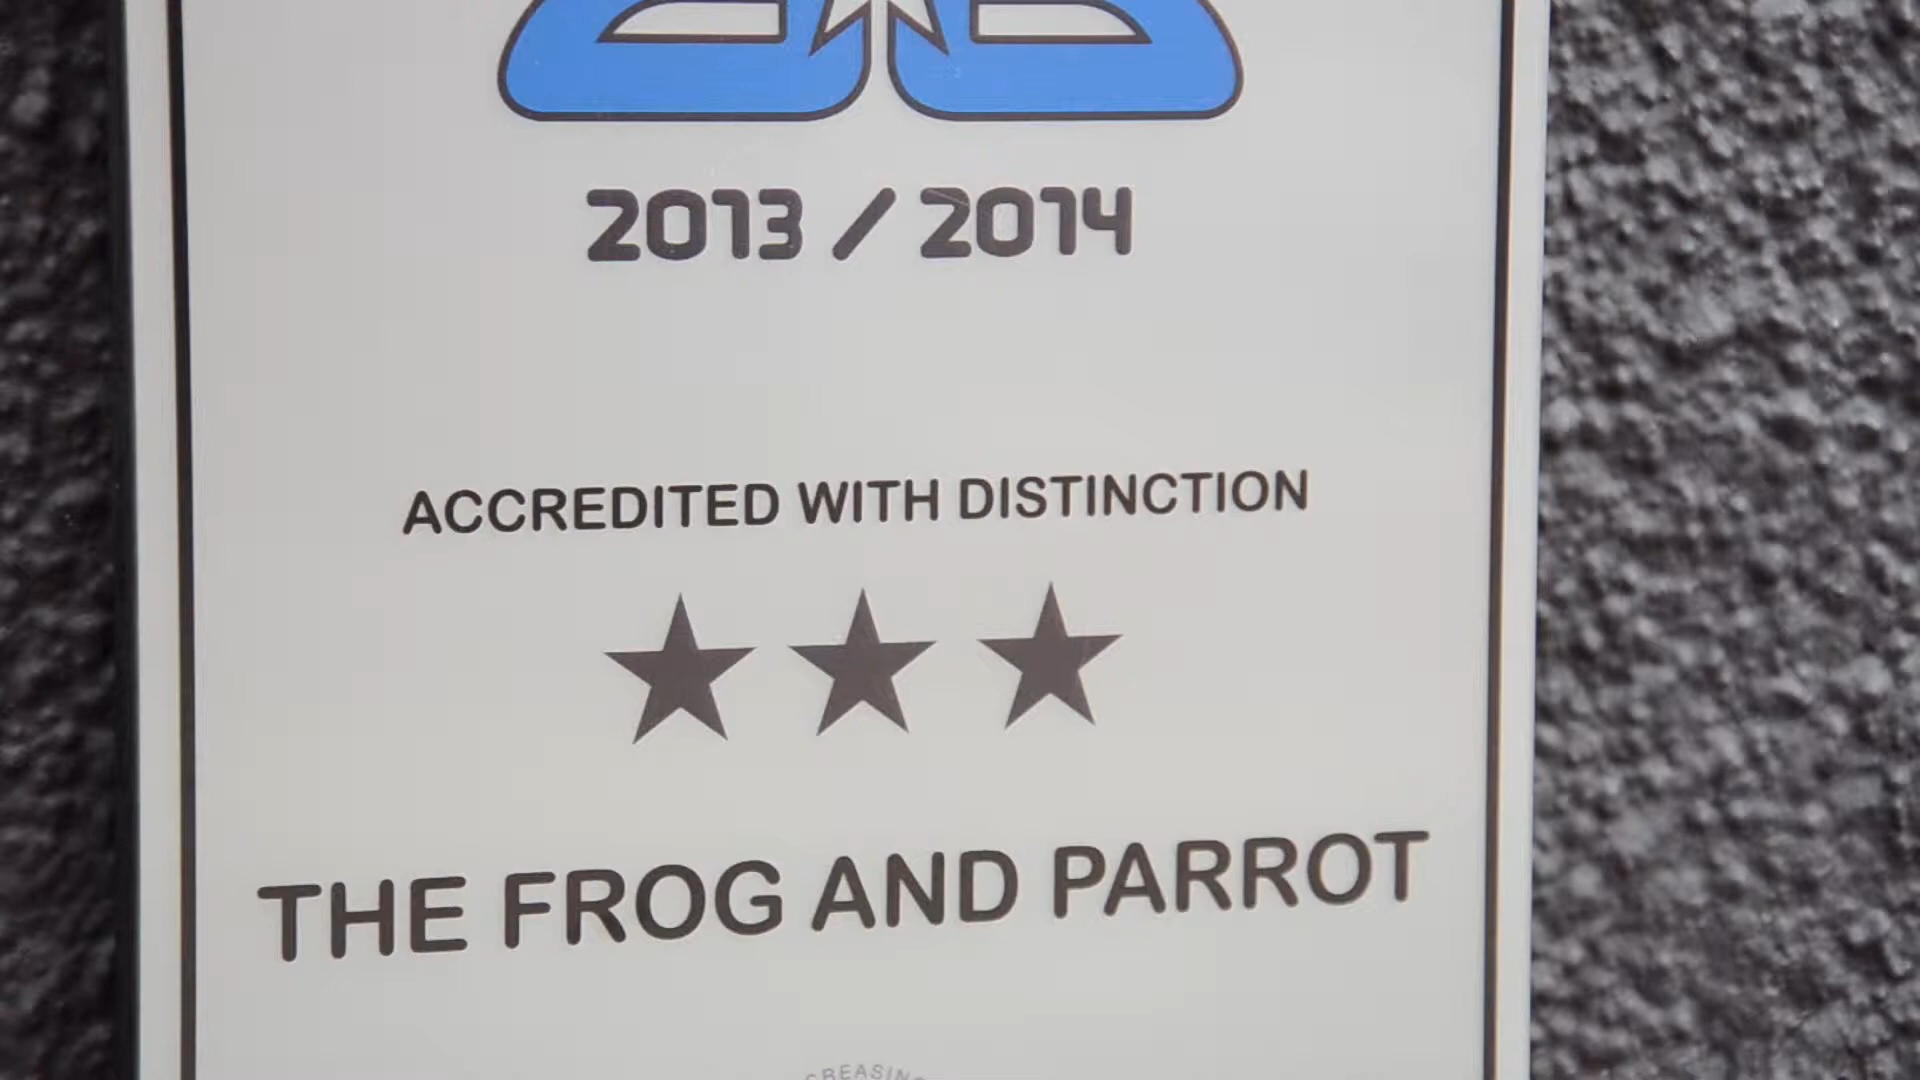 2013 / 2014
ACCREDITED WITH DISTINCTION
THE FROG AND PARROT